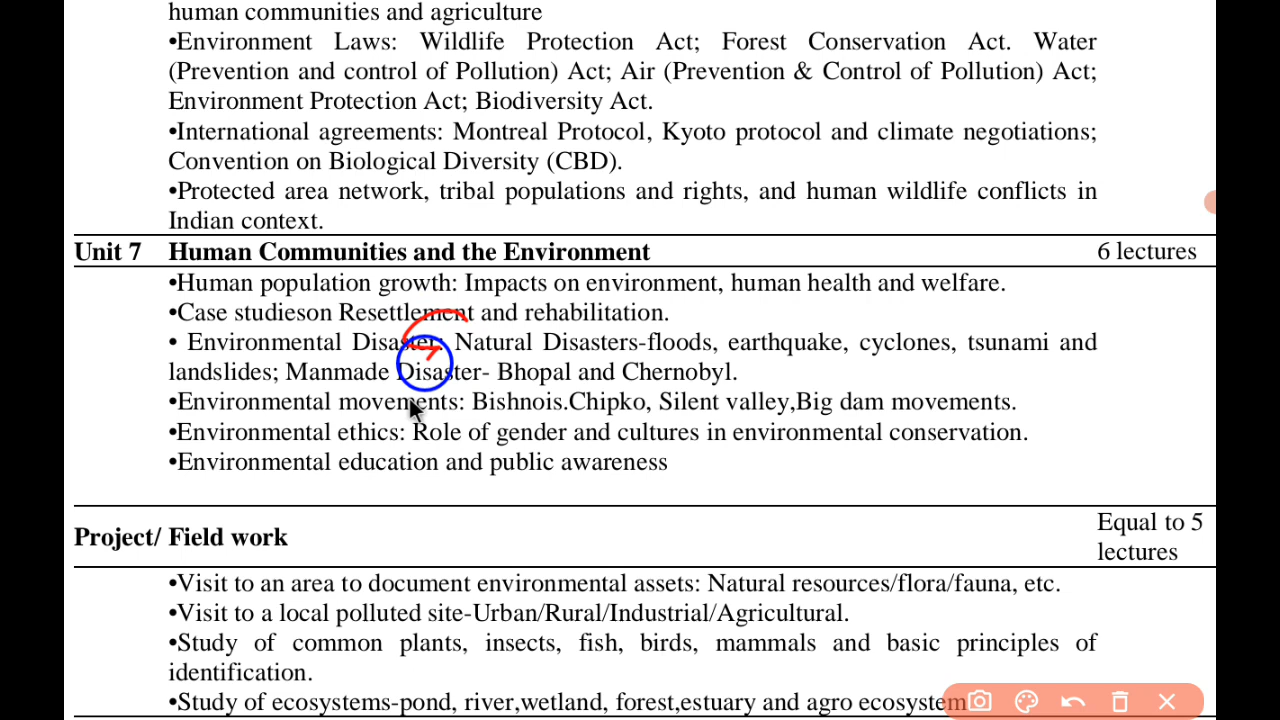 human communities and agriculture
•Environment Laws: Wildlife Protection Act; Forest Conservation Act. Water
(Prevention and control of Pollution) Act; Air (Prevention & Control of Pollution) Act;
Environment Protection Act; Biodiversity Act.
•International agreements: Montreal Protocol, Kyoto protocol and climate negotiations;
Convention on Biological Diversity (CBD).
•Protected area network, tribal populations and rights, and human wildlife conflicts in
Indian context.
Unit 7 Human Communities and the Environment 6 lectures
•Human population growth: Impacts on environment, human health and welfare.
•Case studieson Resettlement and rehabilitation.
• Environmental Disaster: Natural Disasters-floods, earthquake, cyclones, tsunami and
landslides; Manmade Disaster- Bhopal and Chernobyl.
•Environmental movements: Bishnois.Chipko, Silent valley,Big dam movements.
•Environmental ethics: Role of gender and cultures in environmental conservation.
•Environmental education and public awareness
Project/ Field work Equal to 5
lectures
•Visit to an area to document environmental assets: Natural resources/flora/fauna, etc.
•Visit to a local polluted site-Urban/Rural/Industrial/Agricultural.
•Study of common plants, insects, fish, birds, mammals and basic principles of
identification.
•Study of ecosystems-pond, river,wetland, forest,estuary and agro ecosystem